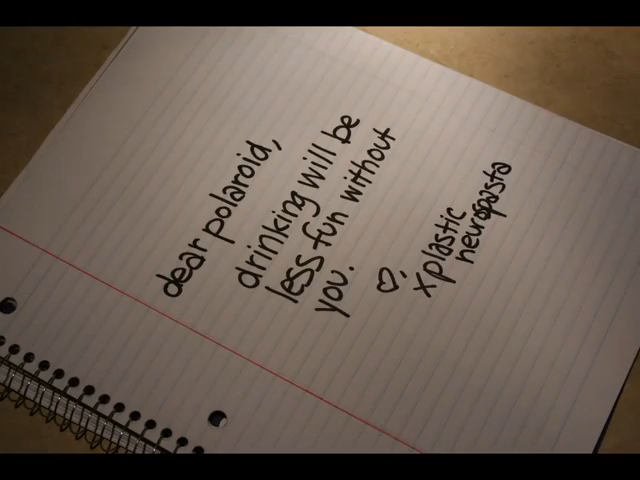 dear polaroid,
drinking will be
less fun without
you.
♡,
xplastic
neuropasta